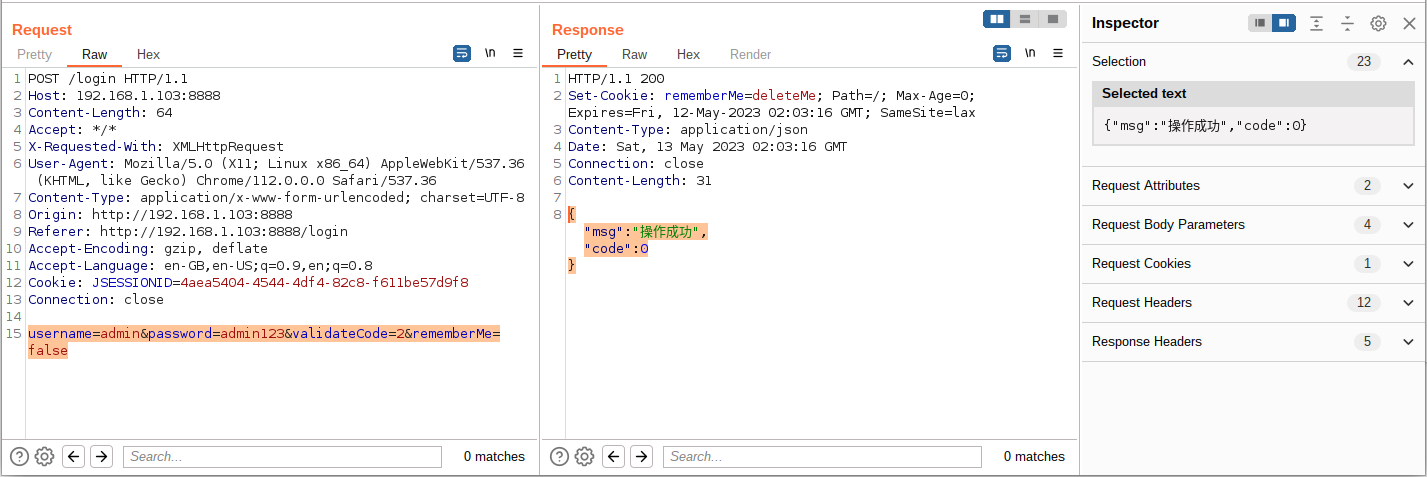 Request
Pretty Raw Hex \n
1 POST /login HTTP/1.1
2 Host: 192.168.1.103:8888
3 Content-Length: 64
4 Accept: */*
5 X-Requested-With: XMLHttpRequest
6 User-Agent: Mozilla/5.0 (X11; Linux x86_64) AppleWebKit/537.36
(KHTML, like Gecko) Chrome/112.0.0.0 Safari/537.36
7 Content-Type: application/x-www-form-urlencoded; charset=UTF-8
8 Origin: http://192.168.1.103:8888
9 Referer: http://192.168.1.103:8888/login
10 Accept-Encoding: gzip, deflate
11 Accept-Language: en-GB,en-US;q=0.9,en;q=0.8
12 Cookie: JSESSIONID=4aea5404-4544-4df4-82c8-f611be57d9f8
13 Connection: close
14
15 username=admin&password=admin123&validateCode=2&rememberMe=
false
Search...
0 matches
Response
Pretty Raw Hex Render \n
1 HTTP/1.1 200
2 Set-Cookie: rememberMe=deleteMe; Path=/; Max-Age=0;
Expires=Fri, 12-May-2023 02:03:16 GMT; SameSite=lax
3 Content-Type: application/json
4 Date: Sat, 13 May 2023 02:03:16 GMT
5 Connection: close
6 Content-Length: 31
7
8 {
"msg":"操作成功",
"code":0
}
Search...
0 matches
Inspector
Selection 23
Selected text
{"msg":"操作成功","code":0}
Request Attributes 2
Request Body Parameters 4
Request Cookies 1
Request Headers 12
Response Headers 5